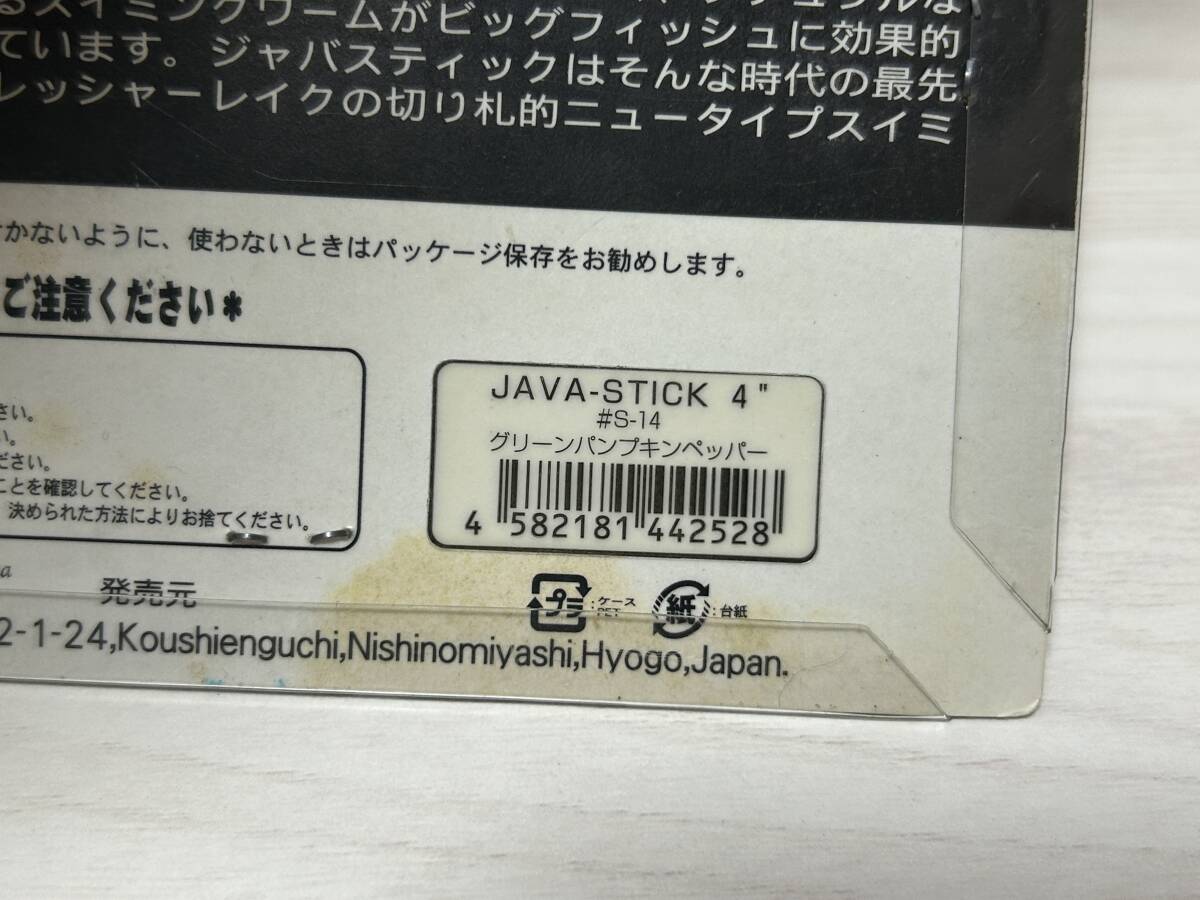 るスイミングワームがビッグフィッシュに効果的
ています。ジャバスティックはそんな時代の最先
レッシャーレイクの切り札的ニュータイプスイミ
かないように、使わないときはパッケージ保存をお勧めします。
ご注意ください*
さい。
い。
ださい。
ことを確認してください。
決められた方法によりお捨てください。
JAVA-STICK 4"
#S-14
グリーンパンプキンペッパー
4 582181 442528
発売元
プラ :ケース PET 紙 :台紙
2-1-24,Koushienguchi,Nishinomiyashi,Hyogo,Japan.